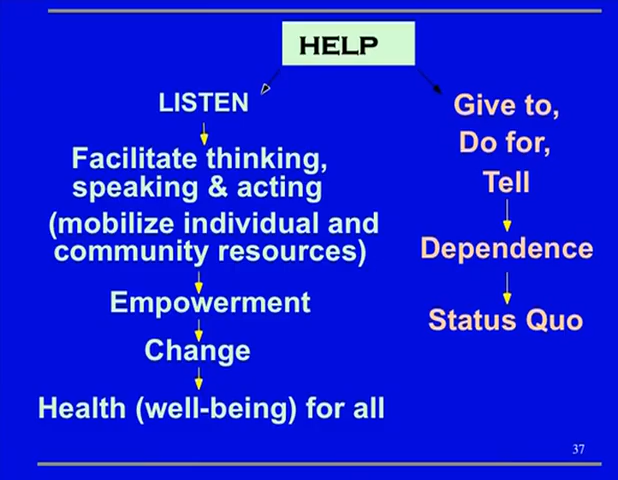 HELP
LISTEN
Facilitate thinking,
speaking & acting
(mobilize individual and
community resources)
Empowerment
Change
Health (well-being) for all
Give to,
Do for,
Tell
Dependence
Status Quo
37